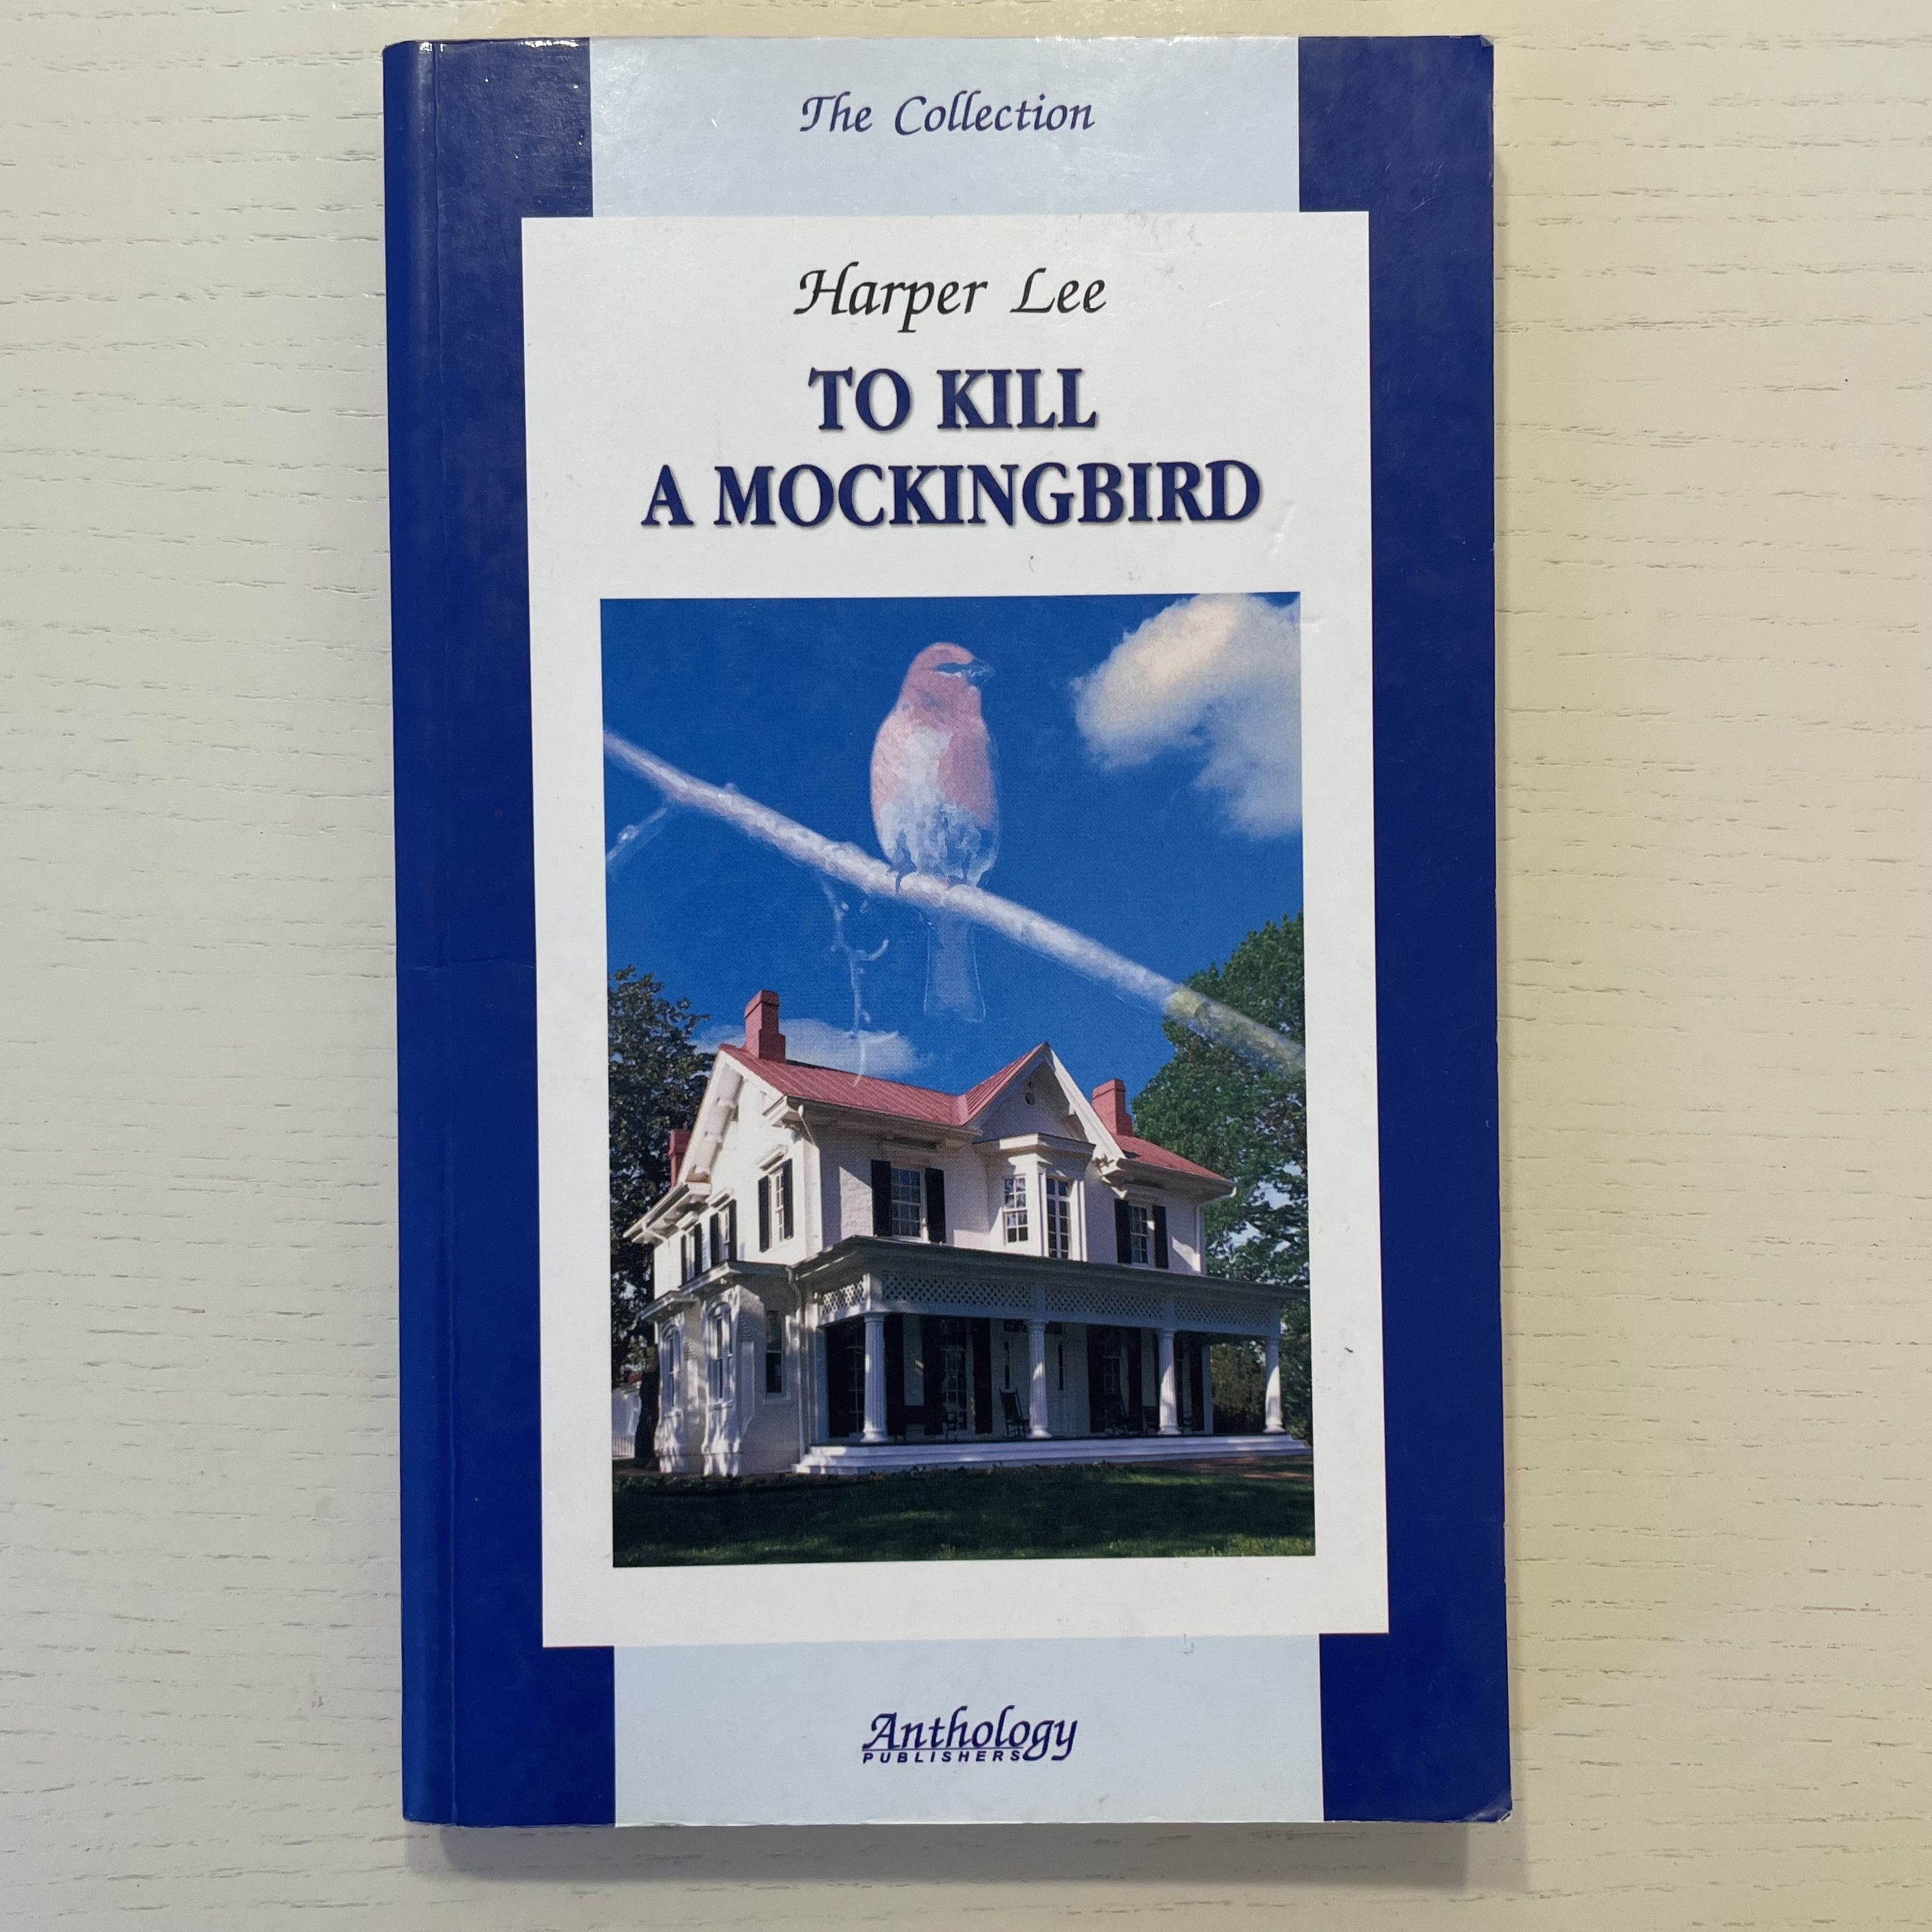 The Collection
Harper Lee
TO KILL
A MOCKINGBIRD
Anthology
PUBLISHERS